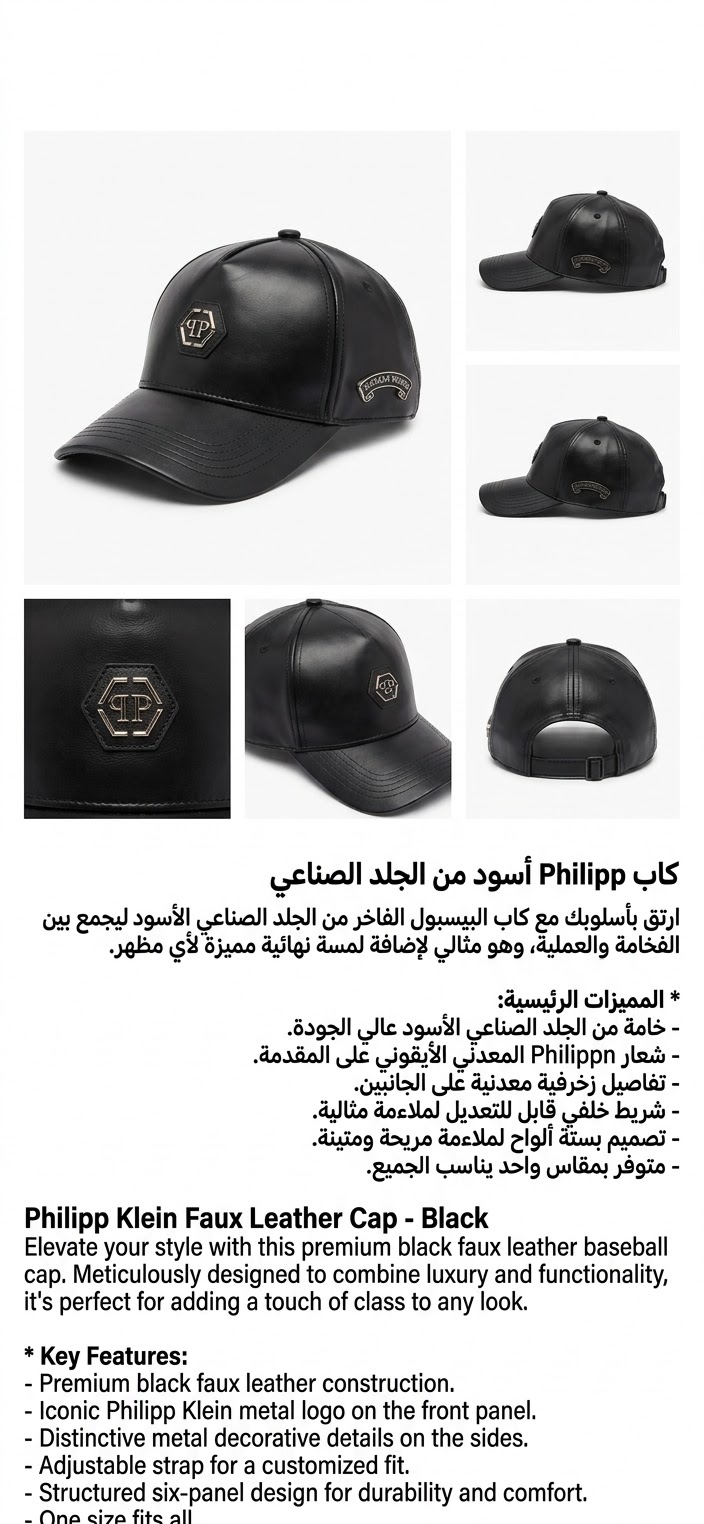 كاب Philipp أسود من الجلد الصناعي
ارتق بأسلوبك مع كاب البيسبول الفاخر من الجلد الصناعي الأسود ليجمع بين
الفخامة والعملية، وهو مثالي لإضافة لمسة نهائية مميزة لأي مظهر.
* المميزات الرئيسية:
- خامة من الجلد الصناعي الأسود عالي الجودة.
- شعار Philippn المعدني الأيقوني على المقدمة.
- تفاصيل زخرفية معدنية على الجانبين.
- شريط خلفي قابل للتعديل لملاءمة مثالية.
- تصميم بستة ألواح لملاءمة مريحة ومتينة.
- متوفر بمقاس واحد يناسب الجميع.
Philipp Klein Faux Leather Cap - Black
Elevate your style with this premium black faux leather baseball
cap. Meticulously designed to combine luxury and functionality,
it's perfect for adding a touch of class to any look.
* Key Features:
- Premium black faux leather construction.
- Iconic Philipp Klein metal logo on the front panel.
- Distinctive metal decorative details on the sides.
- Adjustable strap for a customized fit.
- Structured six-panel design for durability and comfort.
- One size fits all